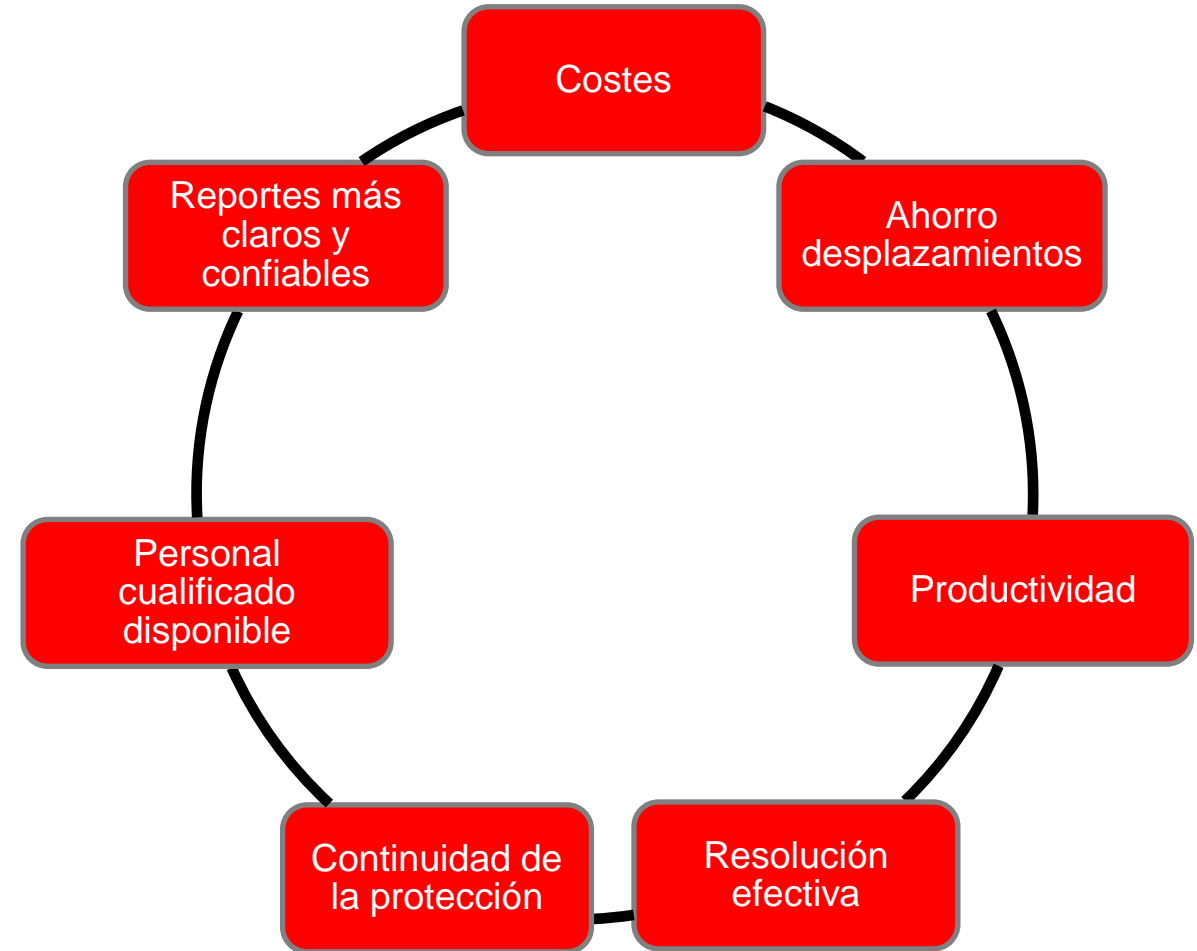 Costes
Ahorro
desplazamientos
Productividad
Resolución
efectiva
Continuidad de
la protección
Personal
cualificado
disponible
Reportes más
claros y
confiables